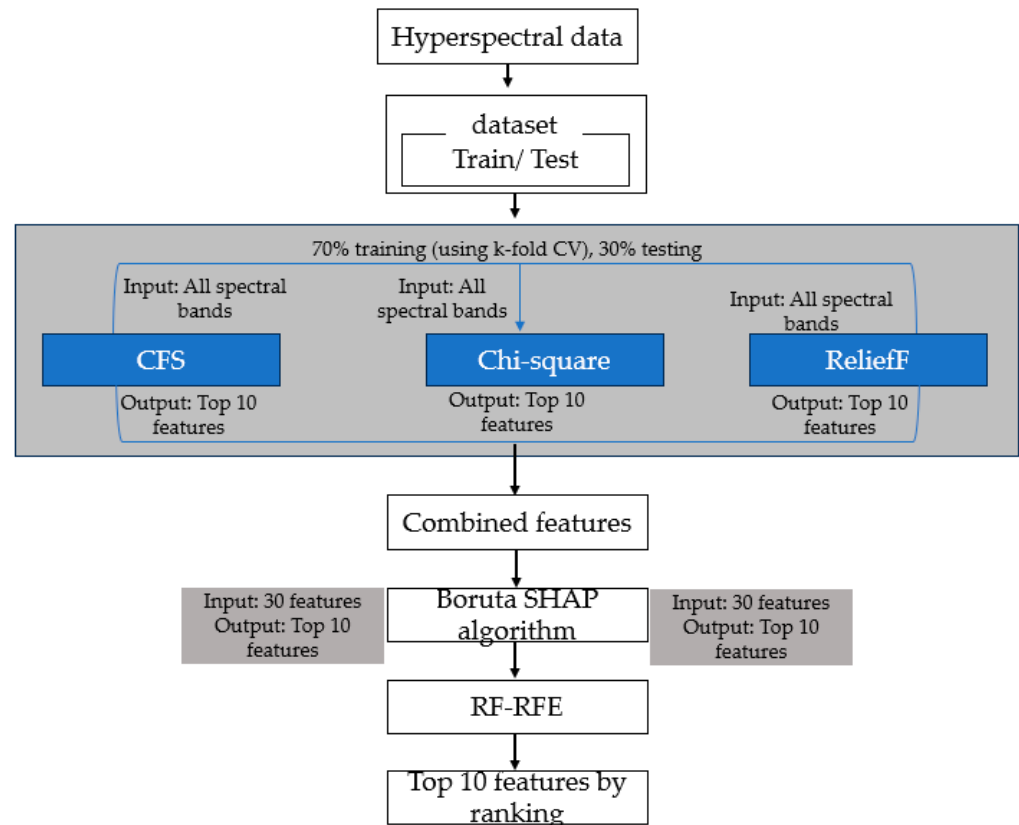 Hyperspectral data
dataset
Train/ Test
70% training (using k-fold CV), 30% testing
Input: All spectral
bands
Input: All
spectral bands
Input: All spectral
bands
CFS
Chi-square
ReliefF
Output: Top 10
features
Output: Top 10
features
Output: Top 10
features
Combined features
Input: 30 features
Output: Top 10
features
Boruta SHAP
algorithm
Input: 30 features
Output: Top 10
features
RF-RFE
Top 10 features by
ranking